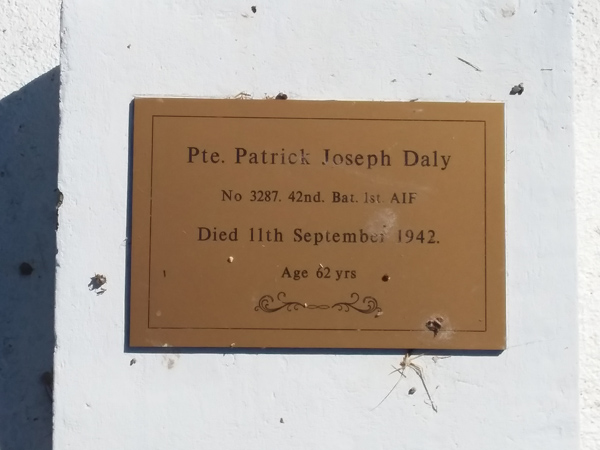 Pte. Patrick Joseph Daly
No 3287. 42nd. Bat. 1st. AIF
Died 11th September 1942.
Age 62 yrs